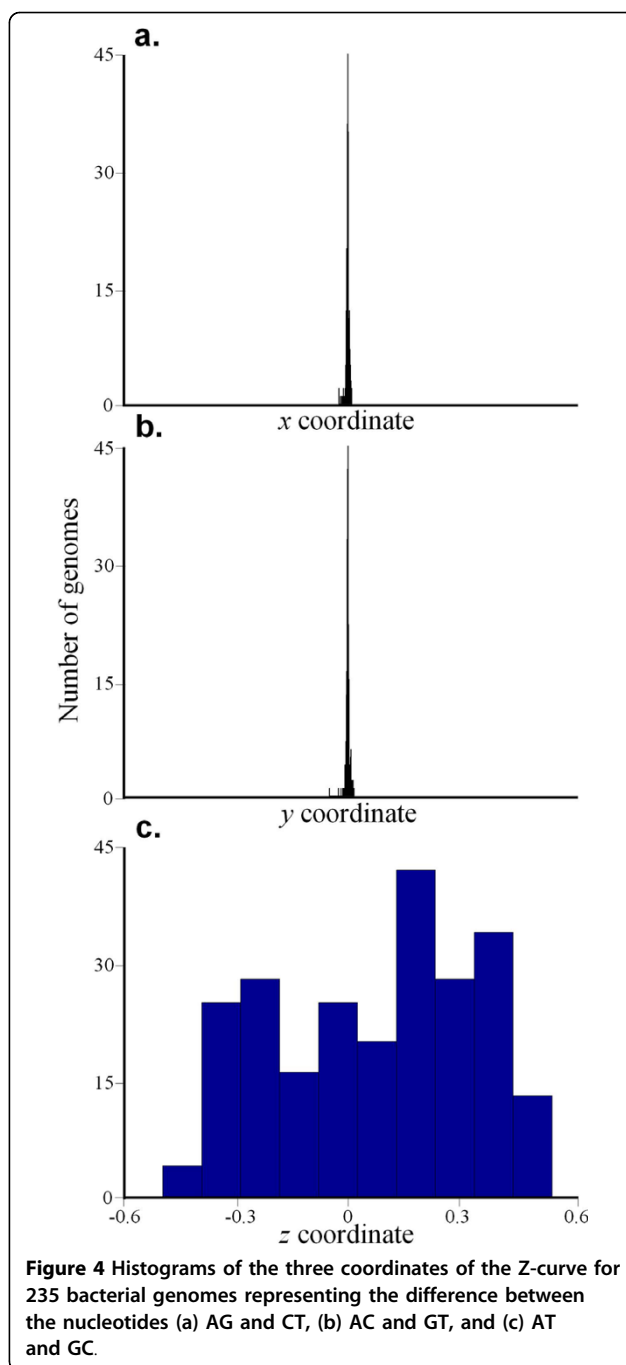 a.
45
30
15
0
x coordinate
b.
45
30
15
0
y coordinate
Number of genomes
c.
45
30
15
0
-0.6 -0.3 0 0.3 0.6
z coordinate
Figure 4 Histograms of the three coordinates of the Z-curve for
235 bacterial genomes representing the difference between
the nucleotides (a) AG and CT, (b) AC and GT, and (c) AT
and GC.